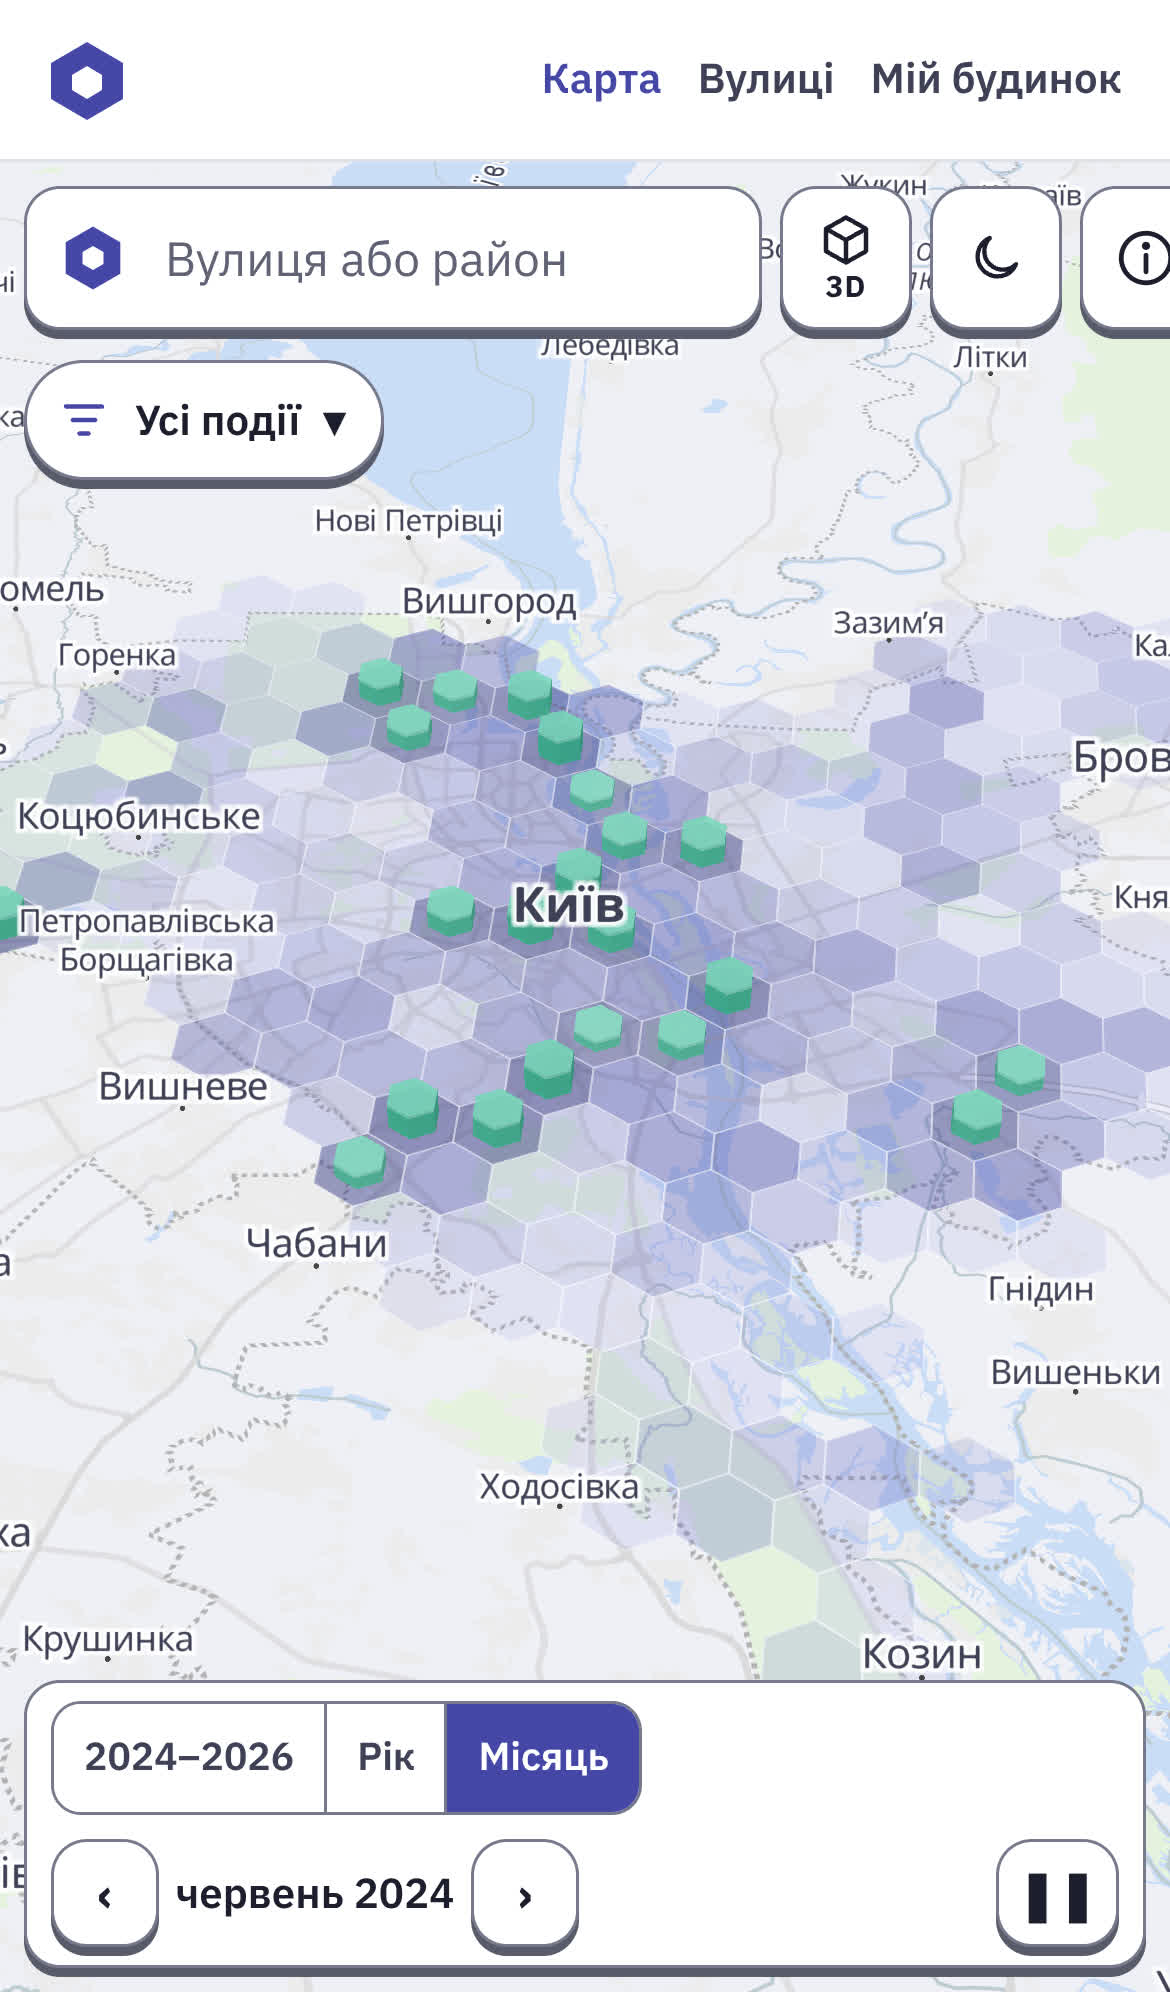 Карта Вулиці Мій будинок
Жукин
Вулиця або район
3D
Лебедівка
Літки
Усі події ▼
Нові Петрівці
Вишгород
Зазим’я
Горенка
Коцюбинське
Київ
Петропавлівська
Борщагівка
Вишневе
Чабани
Гнідин
Вишеньки
Ходосівка
Крушинка
Козин
2024–2026 Рік Місяць
‹ червень 2024 ›